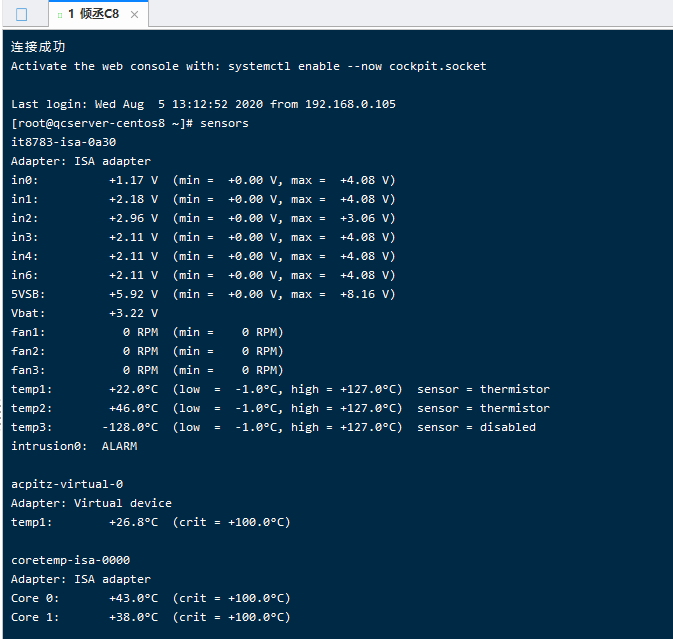 1 倾丞C8
连接成功
Activate the web console with: systemctl enable --now cockpit.socket
Last login: Wed Aug  5 13:12:52 2020 from 192.168.0.105
[root@qcserver-centos8 ~]# sensors
it8783-isa-0a30
Adapter: ISA adapter
in0:          +1.17 V  (min =  +0.00 V, max =  +4.08 V)
in1:          +2.18 V  (min =  +0.00 V, max =  +4.08 V)
in2:          +2.96 V  (min =  +0.00 V, max =  +3.06 V)
in3:          +2.11 V  (min =  +0.00 V, max =  +4.08 V)
in4:          +2.11 V  (min =  +0.00 V, max =  +4.08 V)
in6:          +2.11 V  (min =  +0.00 V, max =  +4.08 V)
5VSB:         +5.92 V  (min =  +0.00 V, max =  +8.16 V)
Vbat:         +3.22 V
fan1:           0 RPM  (min =    0 RPM)
fan2:           0 RPM  (min =    0 RPM)
fan3:           0 RPM  (min =    0 RPM)
temp1:        +22.0°C  (low  =  -1.0°C, high = +127.0°C)  sensor = thermistor
temp2:        +46.0°C  (low  =  -1.0°C, high = +127.0°C)  sensor = thermistor
temp3:       -128.0°C  (low  =  -1.0°C, high = +127.0°C)  sensor = disabled
intrusion0:  ALARM
acpitz-virtual-0
Adapter: Virtual device
temp1:        +26.8°C  (crit = +100.0°C)
coretemp-isa-0000
Adapter: ISA adapter
Core 0:       +43.0°C  (crit = +100.0°C)
Core 1:       +38.0°C  (crit = +100.0°C)